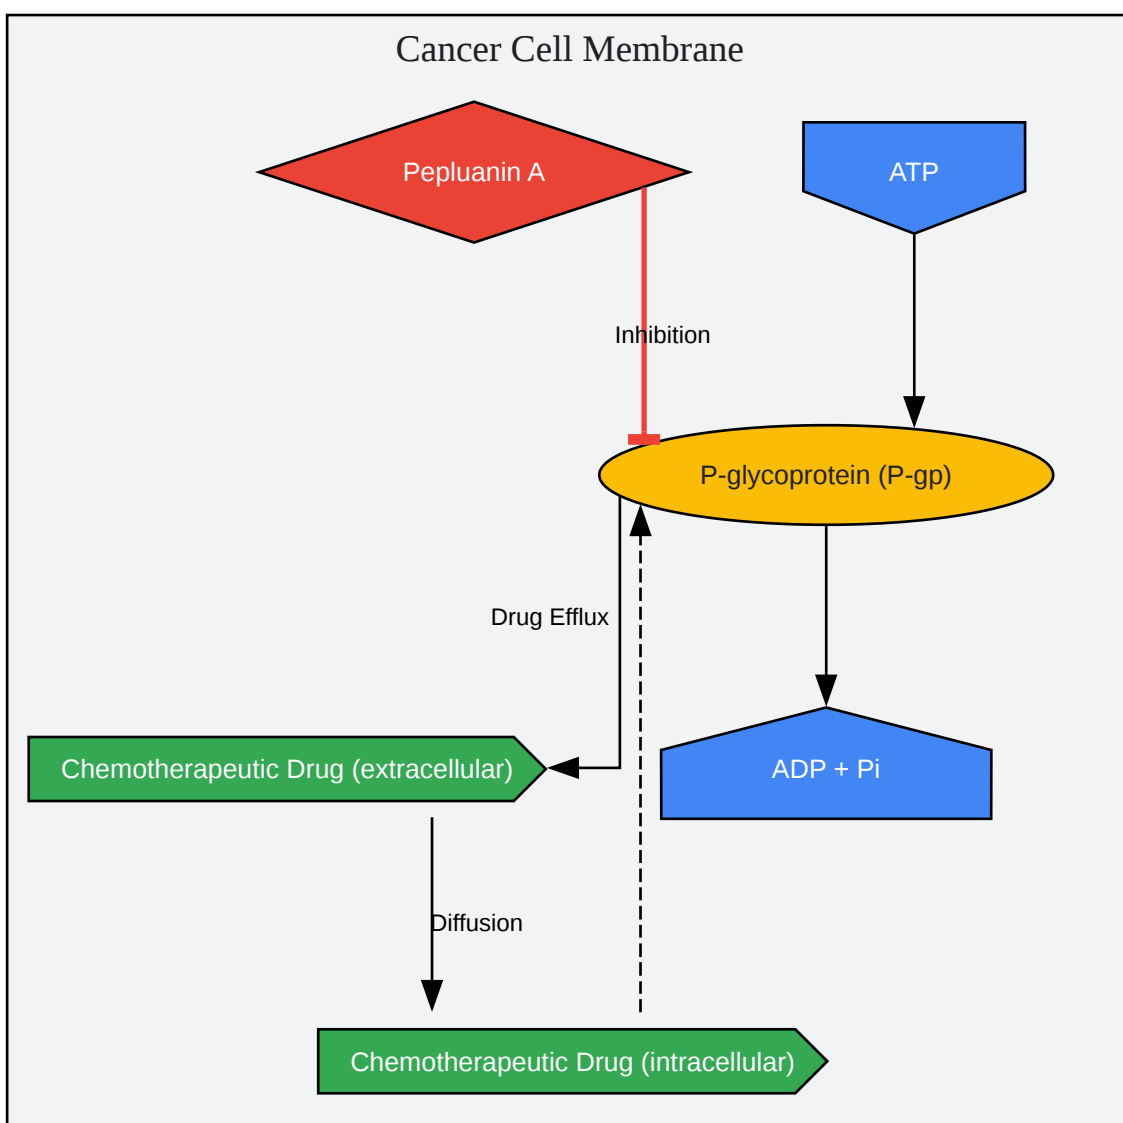 Cancer Cell Membrane
Pepluanin A
ATP
Inhibition
P-glycoprotein (P-gp)
Drug Efflux
Chemotherapeutic Drug (extracellular)
ADP + Pi
Diffusion
Chemotherapeutic Drug (intracellular)